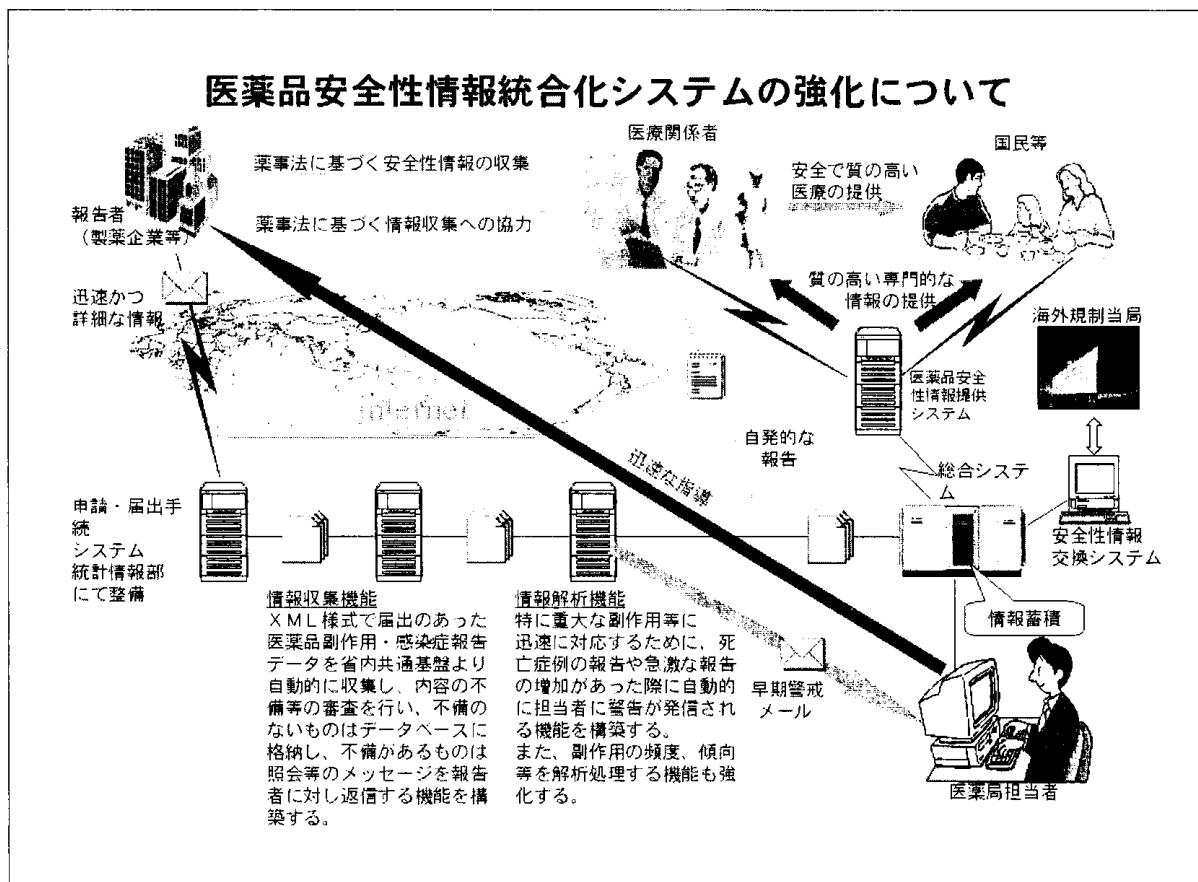 医薬品安全性情報統合化システムの強化について
医療関係者
国民等
薬事法に基づく安全性情報の収集
安全で質の高い
医療の提供
報告者
(製薬企業等)
薬事法に基づく情報収集への協力
迅速かつ
詳細な情報
質の高い専門的な
情報の提供
海外規制当局
internet
医薬品安全
性情報提供
システム
自発的な
報告
迅速な指導
総合システ
ム
申請・届出手
続
システム
統計情報部
にて整備
安全性情報
交換システム
情報蓄積
情報収集機能
XML様式で届出のあった
医薬品副作用・感染症報告
データを省内共通基盤より
自動的に収集し、内容の不
備等の審査を行い、不備の
ないものはデータベースに
格納し、不備があるものは
照会等のメッセージを報告
者に対し返信する機能を構
築する。
情報解析機能
特に重大な副作用等に
迅速に対応するために、死
亡症例の報告や急激な報告
の増加があった際に自動的
に担当者に警告が発信され
る機能を構築する。
また、副作用の頻度、傾向
等を解析処理する機能も強
化する。
早期警戒
メール
医薬局担当者